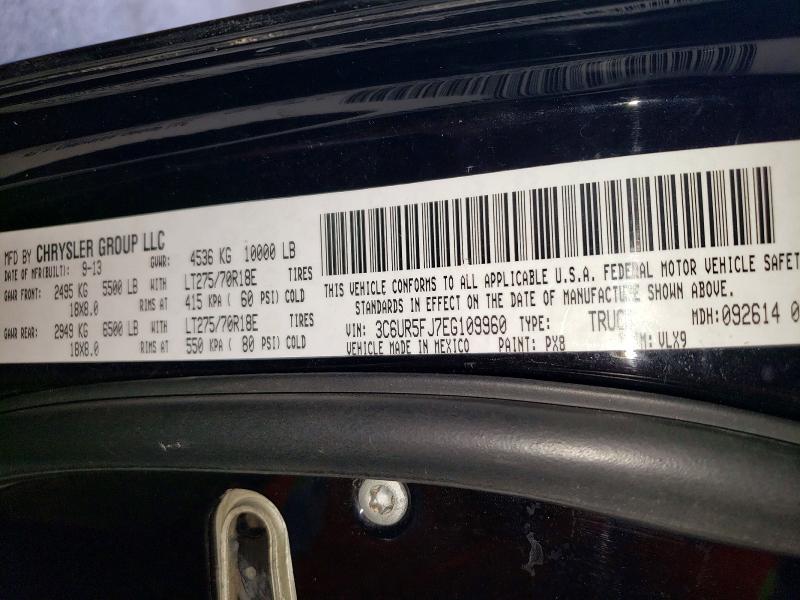 MFD BY CHRYSLER GROUP LLC
DATE OF MFR(BUILT): 9-13 GVWR: 4536 KG 10000 LB
GAWR FRONT: 2495 KG 5500 LB WITH LT275/70R18E TIRES
18X8.0 RIMS AT 415 KPA ( 60 PSI) COLD
GAWR REAR: 2949 KG 6500 LB WITH LT275/70R18E TIRES
18X8.0 RIMS AT 550 KPA ( 80 PSI) COLD
THIS VEHICLE CONFORMS TO ALL APPLICABLE U.S.A. FEDERAL MOTOR VEHICLE SAFET
STANDARDS IN EFFECT ON THE DATE OF MANUFACTURE SHOWN ABOVE.
VIN: 3C6UR5FJ7EG109960 TYPE: TRUC MDH:092614 0
VEHICLE MADE IN MEXICO PAINT: PX8 M: VLX9